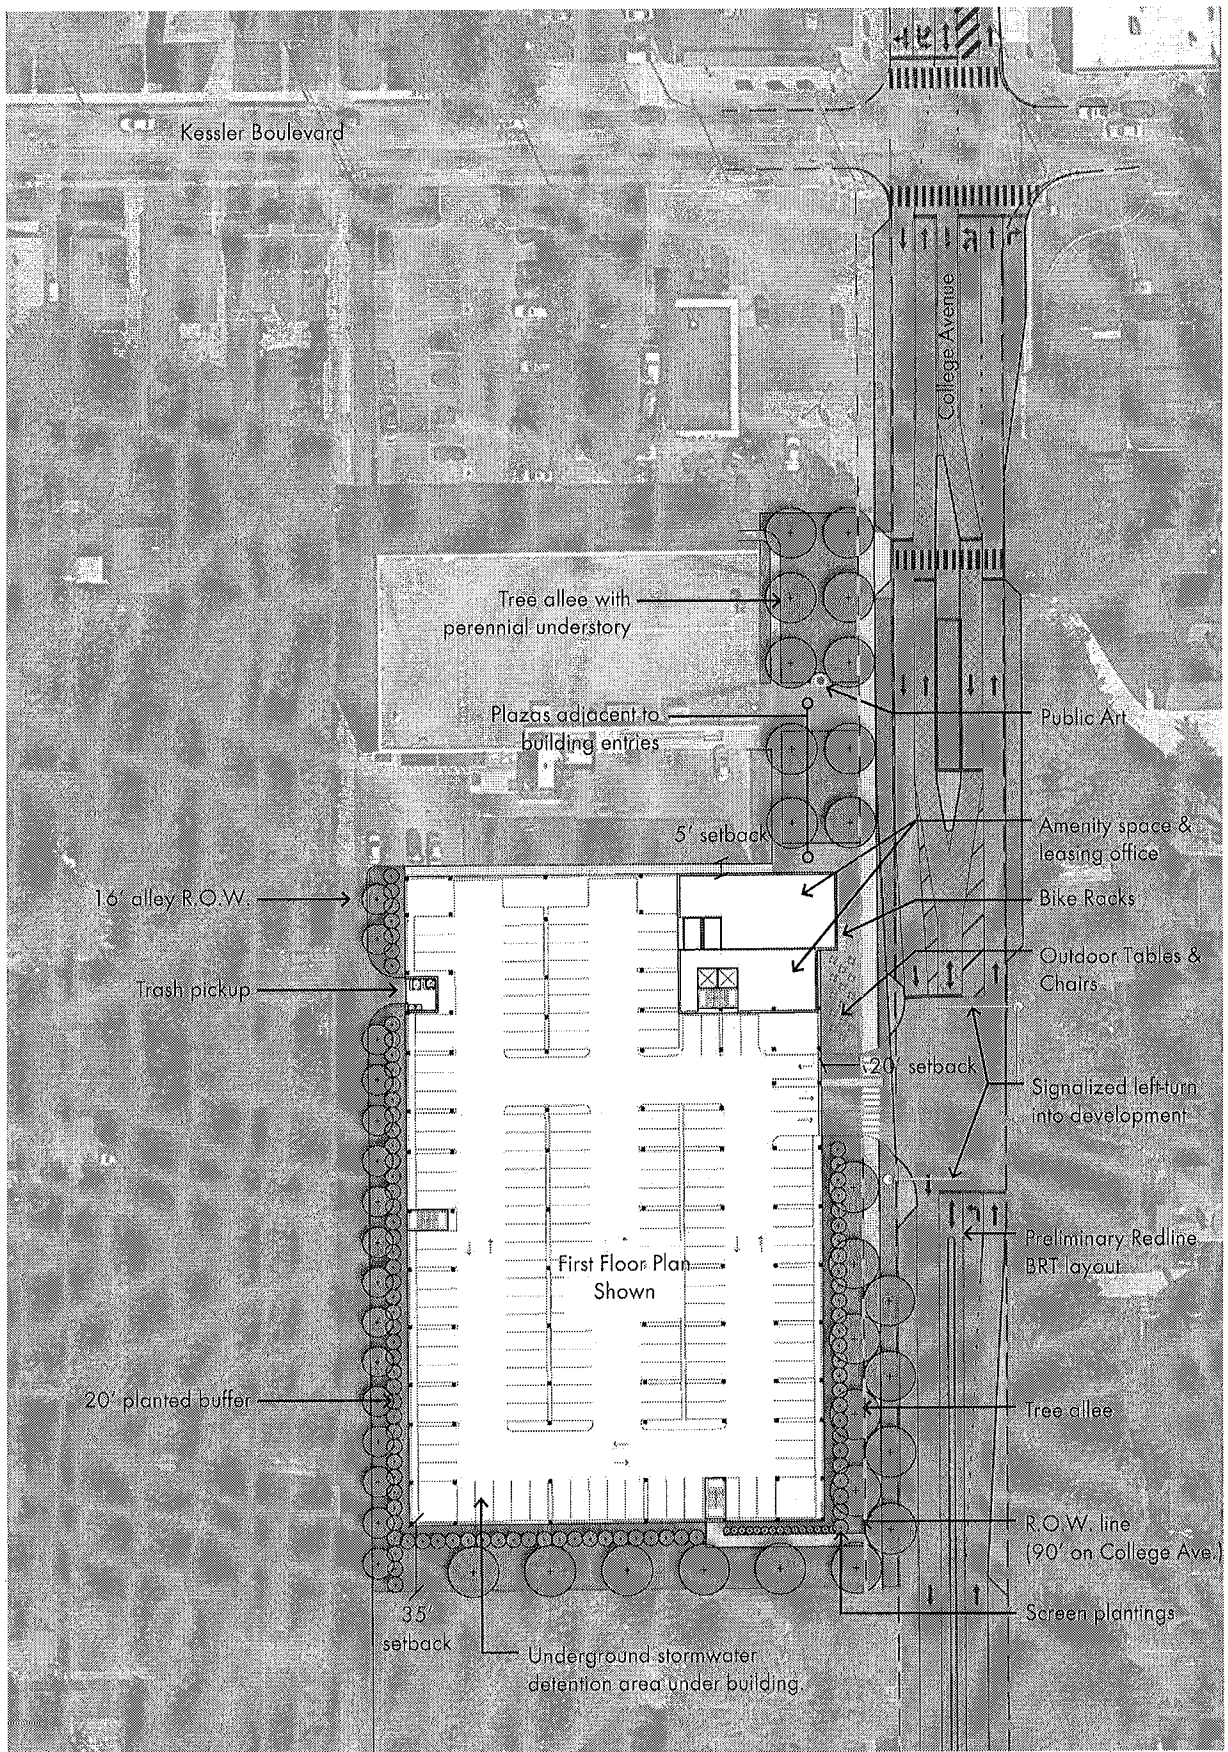 Kessler Boulevard
College Avenue
Tree allee with
perennial understory
Plazas adjacent to
building entries
Public Art
5' setback
Amenity space &
leasing office
16' alley R.O.W.
Bike Racks
Outdoor Tables &
Chairs
Trash pickup
20' setback
Signalized left-turn
into development
Preliminary Redline
BRT layout
First Floor Plan
Shown
20' planted buffer
Tree allee
R.O.W. line
(90' on College Ave.)
35'
setback
Screen plantings
Underground stormwater
detention area under building.